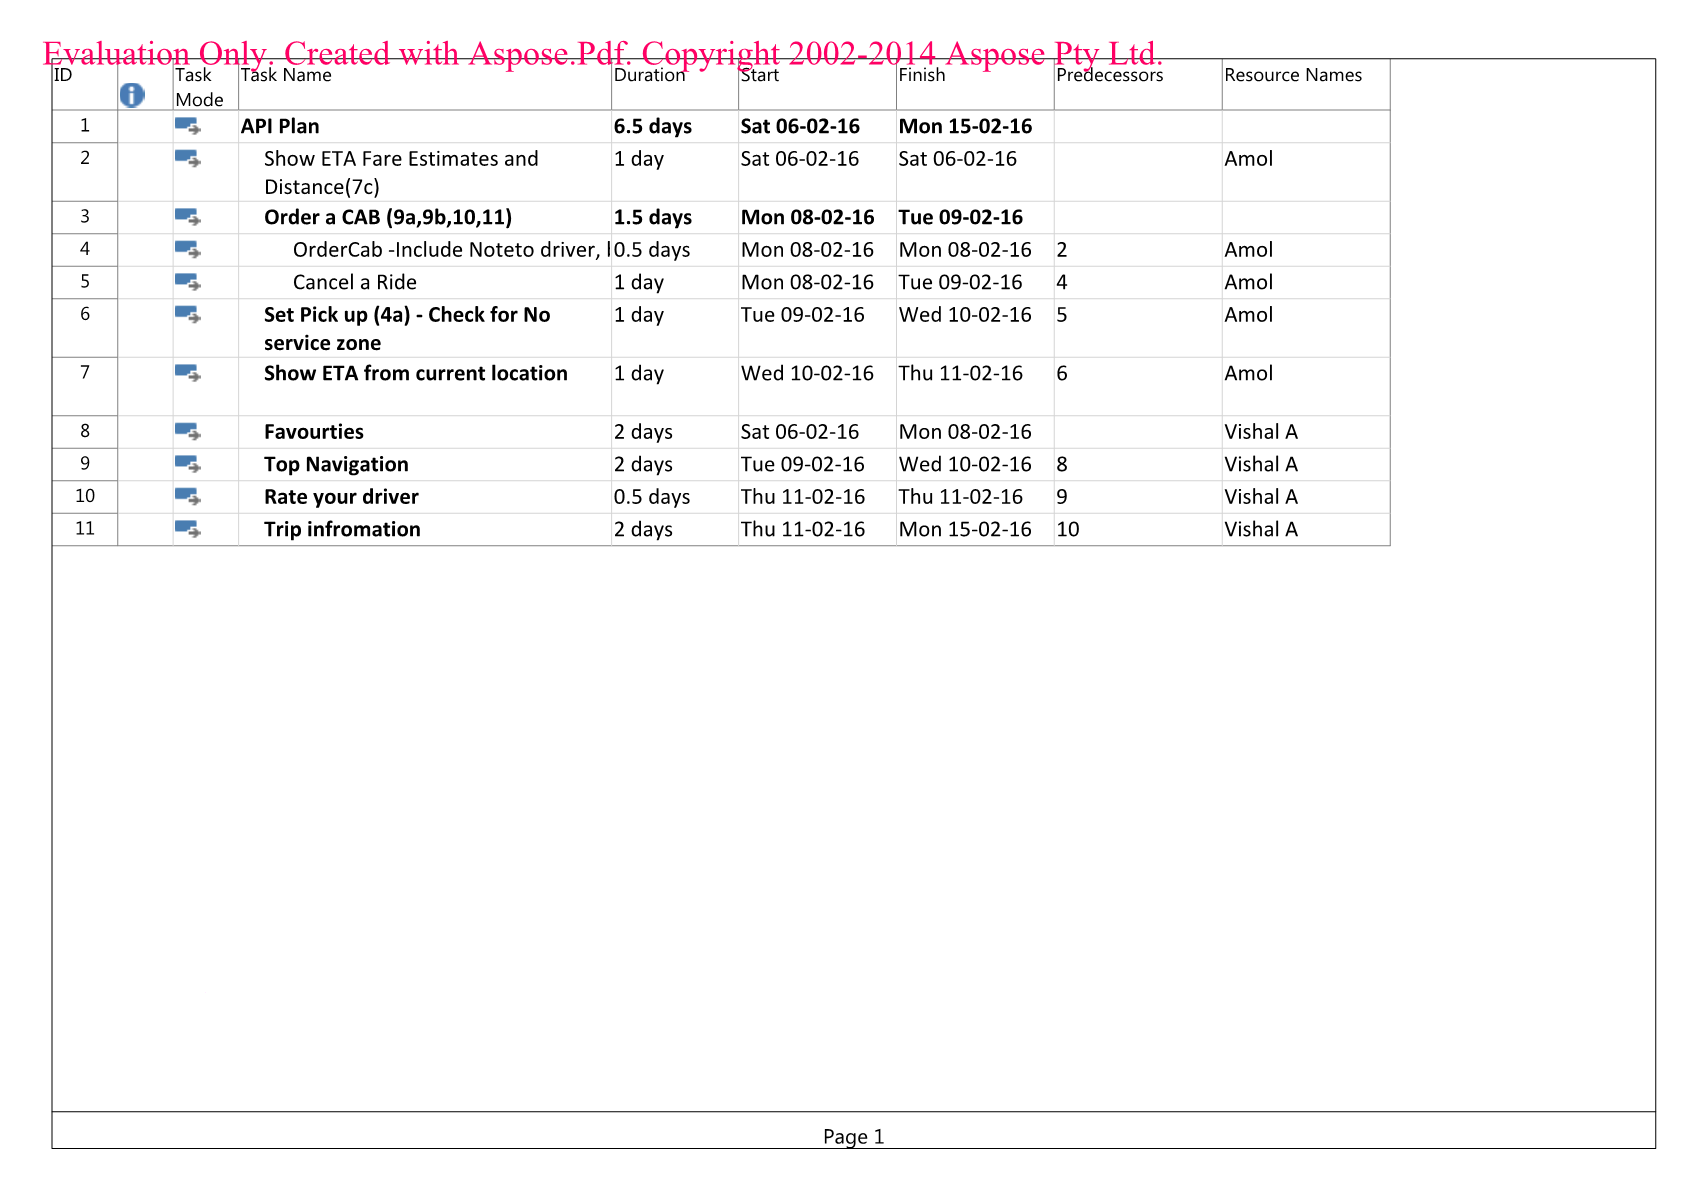 Evaluation Only. Created with Aspose.Pdf. Copyright 2002-2014 Aspose Pty Ltd.
ID Task Mode Task Name Duration Start Finish Predecessors Resource Names
1 API Plan 6.5 days Sat 06-02-16 Mon 15-02-16
2 Show ETA Fare Estimates and Distance(7c) 1 day Sat 06-02-16 Sat 06-02-16 Amol
3 Order a CAB (9a,9b,10,11) 1.5 days Mon 08-02-16 Tue 09-02-16
4 OrderCab -Include Noteto driver, 0.5 days Mon 08-02-16 Mon 08-02-16 2 Amol
5 Cancel a Ride 1 day Mon 08-02-16 Tue 09-02-16 4 Amol
6 Set Pick up (4a) - Check for No service zone 1 day Tue 09-02-16 Wed 10-02-16 5 Amol
7 Show ETA from current location 1 day Wed 10-02-16 Thu 11-02-16 6 Amol
8 Favourties 2 days Sat 06-02-16 Mon 08-02-16 Vishal A
9 Top Navigation 2 days Tue 09-02-16 Wed 10-02-16 8 Vishal A
10 Rate your driver 0.5 days Thu 11-02-16 Thu 11-02-16 9 Vishal A
11 Trip infromation 2 days Thu 11-02-16 Mon 15-02-16 10 Vishal A
Page 1